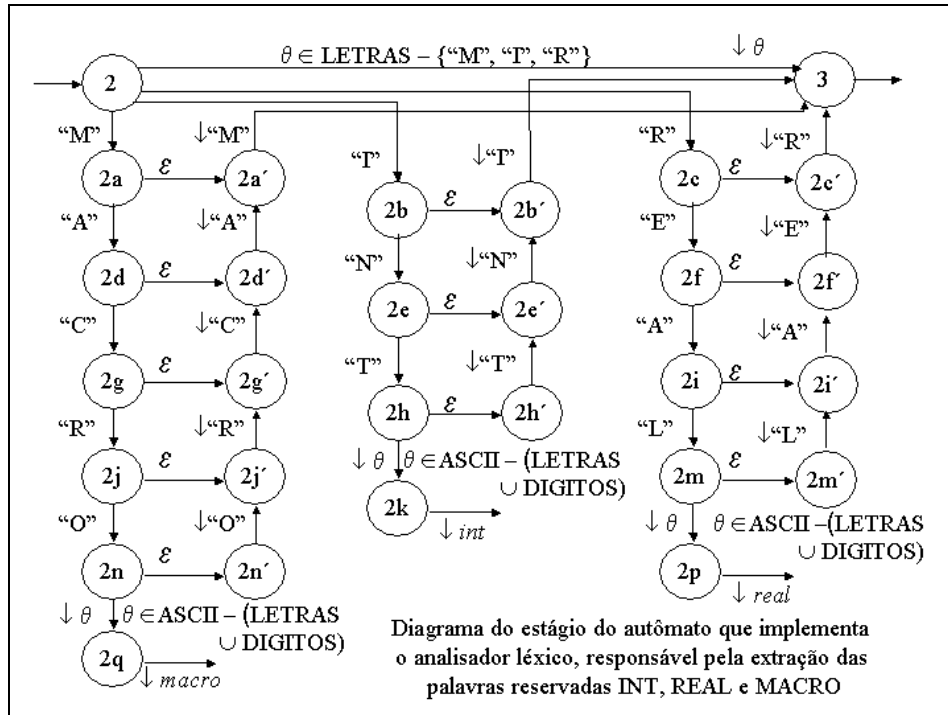 θ ∈ LETRAS – {“M”, “I”, “R”} ↓ θ
2 3
“M” ↓“M” “I” ↓“I” “R” ↓“R”
2a ε 2a´ 2b ε 2b´ 2c ε 2c´
“A” ↓“A” “N” ↓“N” “E” ↓“E”
2d ε 2d´ 2e ε 2e´ 2f ε 2f´
“C” ↓“C” “T” ↓“T” “A” ↓“A”
2g ε 2g´ 2h ε 2h´ 2i ε 2i´
“R” ↓“R” ↓ θ θ ∈ ASCII – (LETRAS “L” ↓“L”
∪ DIGITOS)
2j ε 2j´ 2k ↓ int 2m ε 2m´
“O” ↓“O” ↓ θ θ ∈ ASCII –(LETRAS
∪ DIGITOS)
2n ε 2n´ 2p ↓ real
↓ θ θ ∈ ASCII – (LETRAS
∪ DIGITOS)
2q ↓ macro
Diagrama do estágio do autômato que implementa
o analisador léxico, responsável pela extração das
palavras reservadas INT, REAL e MACRO